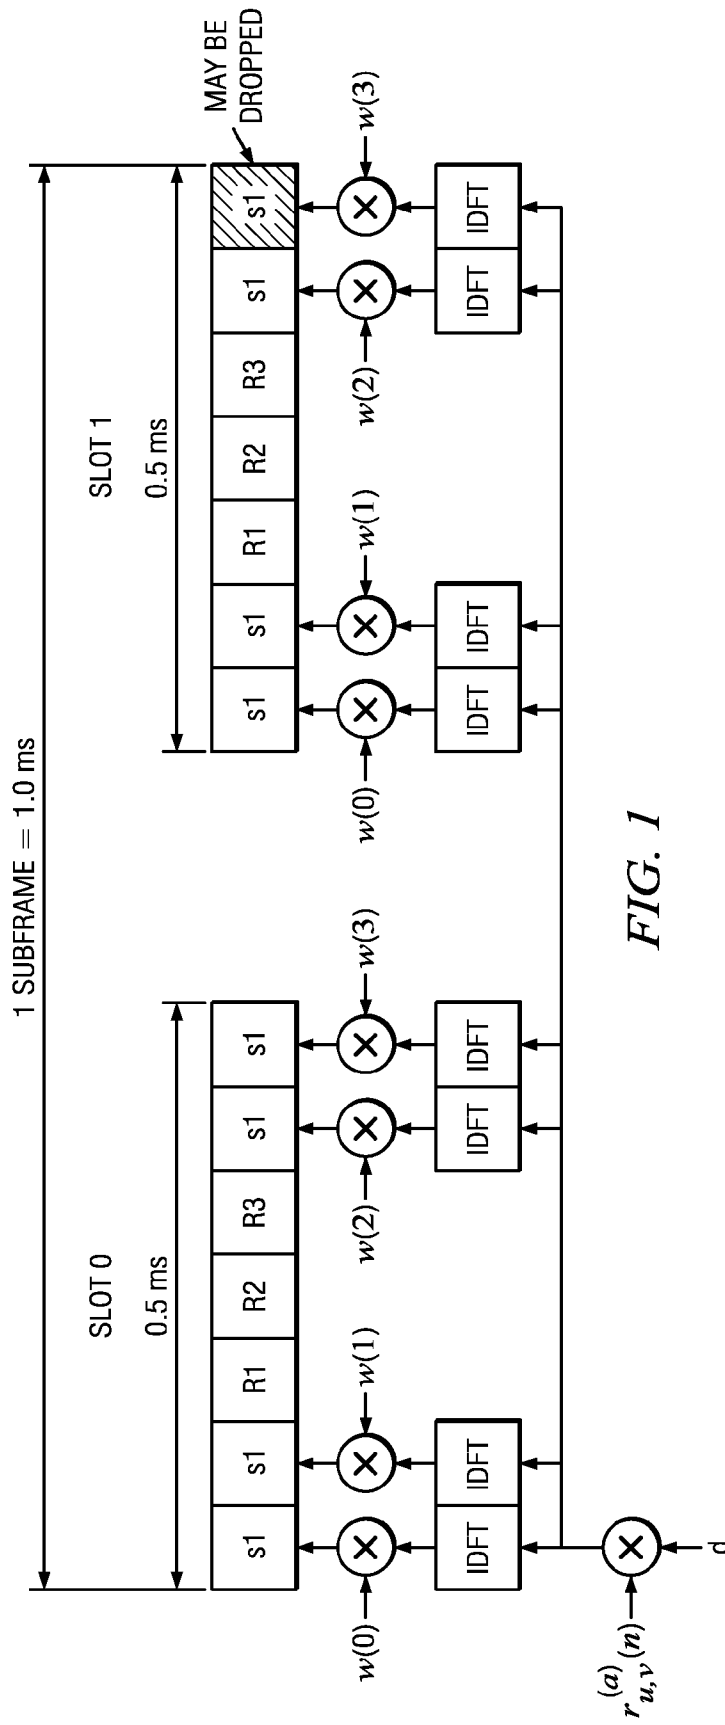 1 SUBFRAME = 1.0 ms
SLOT 0
SLOT 1
0.5 ms
0.5 ms
MAY BE
DROPPED
s1 s1 R1 R2 R3 s1 s1
s1 s1 R1 R2 R3 s1 s1
w(0) w(1) w(2) w(3)
w(0) w(1) w(2) w(3)
IDFT IDFT IDFT IDFT
IDFT IDFT IDFT IDFT
r_{u,v}^{(a)}(n)
d
FIG. 1